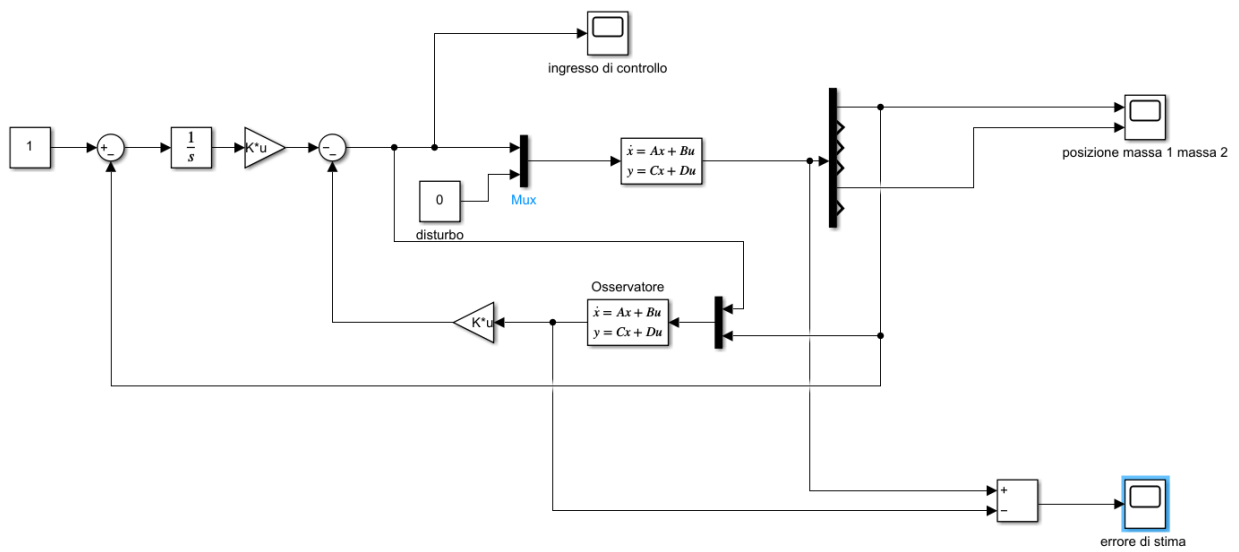 ingresso di controllo
1
+
−
1
s
K*u
−
−
ẋ = Ax + Bu
y = Cx + Du
posizione massa 1 massa 2
0
Mux
disturbo
Osservatore
K*u
ẋ = Ax + Bu
y = Cx + Du
+
−
errore di stima